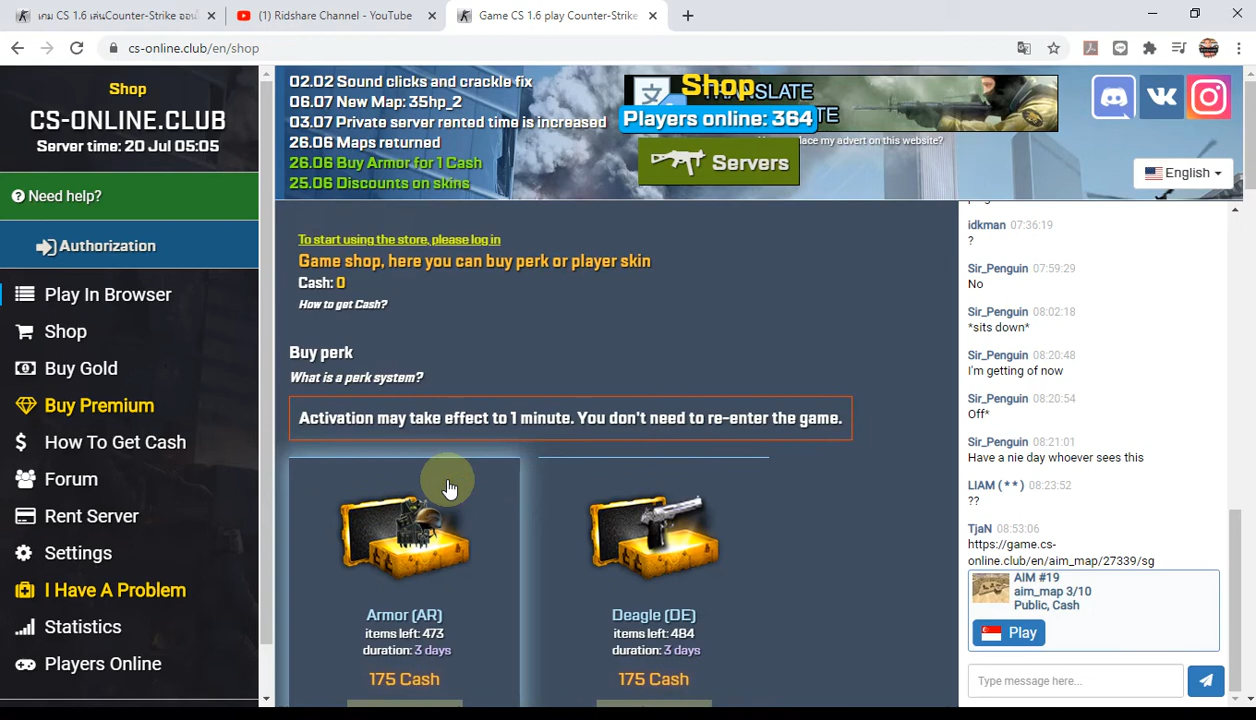 เกม CS 1.6 เล่นCounter-Strike ออนไ
(1) Ridshare Channel - YouTube
Game CS 1.6 play Counter-Strike
cs-online.club/en/shop
Shop
CS-ONLINE.CLUB
Server time: 20 Jul 05:05
Need help?
Authorization
Play In Browser
Shop
Buy Gold
Buy Premium
How To Get Cash
Forum
Rent Server
Settings
I Have A Problem
Statistics
Players Online
02.02 Sound clicks and crackle fix
06.07 New Map: 35hp_2
03.07 Private server rented time is increased
26.06 Maps returned
26.06 Buy Armor for 1 Cash
25.06 Discounts on skins
Shop
TRANSLATE
Players online: 364
Servers
place my advert on this website?
English
To start using the store, please log in
Game shop, here you can buy perk or player skin
Cash: 0
How to get Cash?
Buy perk
What is a perk system?
Activation may take effect to 1 minute. You don't need to re-enter the game.
Armor (AR)
items left: 473
duration: 3 days
175 Cash
Deagle (DE)
items left: 484
duration: 3 days
175 Cash
idkman 07:36:19
?
Sir_Penguin 07:59:29
No
Sir_Penguin 08:02:18
*sits down*
Sir_Penguin 08:20:48
I'm getting of now
Sir_Penguin 08:20:54
Off*
Sir_Penguin 08:21:01
Have a nie day whoever sees this
LIAM ( * * ) 08:23:52
??
TjaN 08:53:06
https://game.cs-
online.club/en/aim_map/27339/sg
AIM #19
aim_map 3/10
Public, Cash
Play
Type message here...